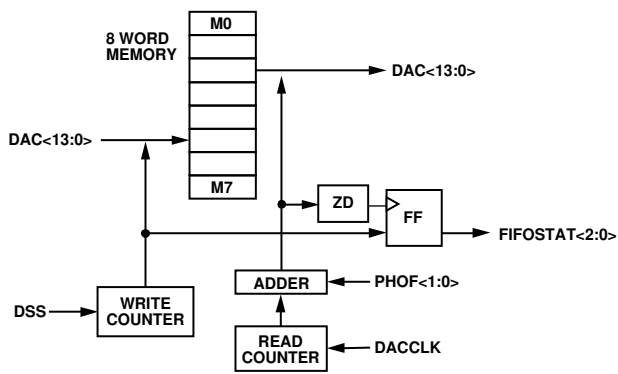 M0
8 WORD
MEMORY
DAC<13:0>
DAC<13:0>
M7
ZD
FF
FIFOSTAT<2:0>
ADDER
PHOF<1:0>
DSS
WRITE
COUNTER
READ
COUNTER
DACCLK